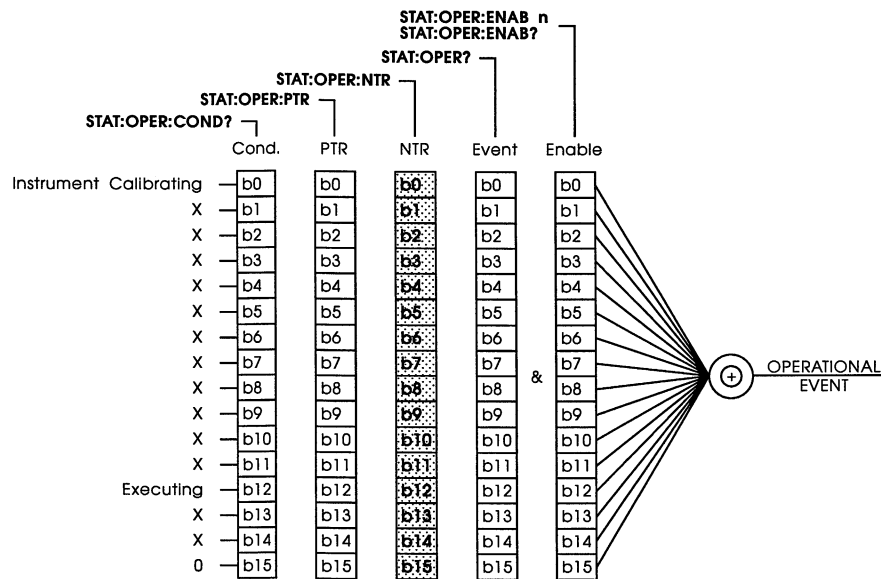 STAT:OPER:ENAB n
STAT:OPER:ENAB?
STAT:OPER?
STAT:OPER:NTR
STAT:OPER:PTR
STAT:OPER:COND?
Cond. PTR NTR Event Enable
Instrument Calibrating b0 b0 b0 b0 b0
X b1 b1 b1 b1 b1
X b2 b2 b2 b2 b2
X b3 b3 b3 b3 b3
X b4 b4 b4 b4 b4
X b5 b5 b5 b5 b5
X b6 b6 b6 b6 b6
X b7 b7 b7 b7 b7
&
OPERATIONAL
EVENT
X b8 b8 b8 b8 b8
X b9 b9 b9 b9 b9
X b10 b10 b10 b10 b10
X b11 b11 b11 b11 b11
Executing b12 b12 b12 b12 b12
X b13 b13 b13 b13 b13
X b14 b14 b14 b14 b14
0 b15 b15 b15 b15 b15